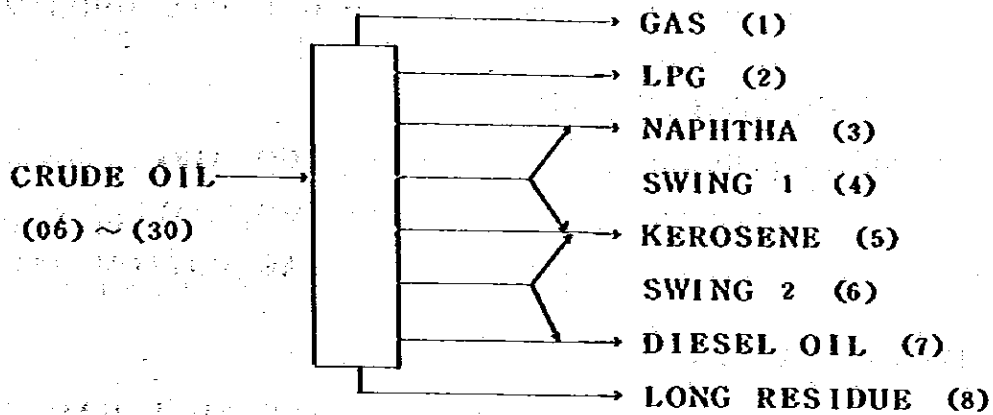 GAS (1)
LPG (2)
NAPHTHA (3)
CRUDE OIL
SWING 1 (4)
(06) ~ (30)
KEROSENE (5)
SWING 2 (6)
DIESEL OIL (7)
LONG RESIDUE (8)